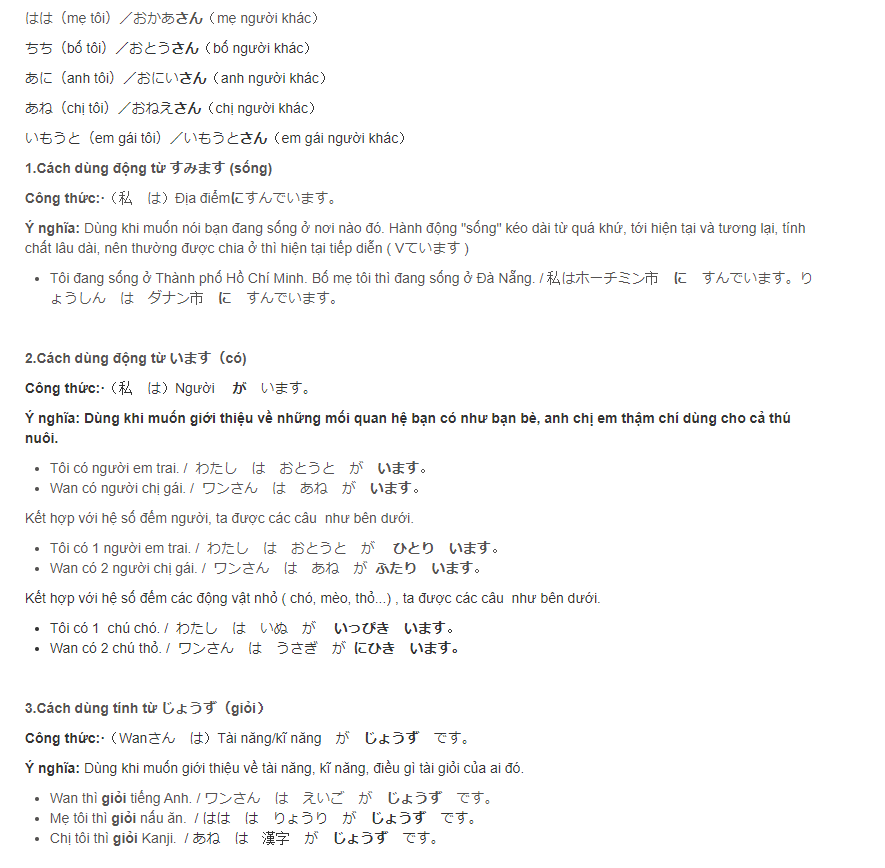 はは（mẹ tôi）／おかあさん（mẹ người khác）
ちち（bố tôi）／おとうさん（bố người khác）
あに（anh tôi）／おにいさん（anh người khác）
あね（chị tôi）／おねえさん（chị người khác）
いもうと（em gái tôi）／いもうとさん（em gái người khác）
1.Cách dùng động từ すみます (sống)
Công thức:·（私　は）Địa điểmにすんでいます。
Ý nghĩa: Dùng khi muốn nói bạn đang sống ở nơi nào đó. Hành động "sống" kéo dài từ quá khứ, tới hiện tại và tương lai, tính
chất lâu dài, nên thường được chia ở thì hiện tại tiếp diễn ( Vています )
• Tôi đang sống ở Thành phố Hồ Chí Minh. Bố mẹ tôi thì đang sống ở Đà Nẵng. / 私はホーチミン市　に　すんでいます。り
ょうしん　は　ダナン市　に　すんでいます。
2.Cách dùng động từ います（có)
Công thức:·（私　は）Người　が　います。
Ý nghĩa: Dùng khi muốn giới thiệu về những mối quan hệ bạn có như bạn bè, anh chị em thậm chí dùng cho cả thú
nuôi.
• Tôi có người em trai. / わたし　は　おとうと　が　います。
• Wan có người chị gái. / ワンさん　は　あね　が　います。
Kết hợp với hệ số đếm người, ta được các câu như bên dưới.
• Tôi có 1 người em trai. / わたし　は　おとうと　が　ひとり　います。
• Wan có 2 người chị gái. / ワンさん　は　あね　が ふたり　います。
Kết hợp với hệ số đếm các động vật nhỏ ( chó, mèo, thỏ...) , ta được các câu như bên dưới.
• Tôi có 1 chú chó. / わたし　は　いぬ　が　いっぴき　います。
• Wan có 2 chú thỏ. / ワンさん　は　うさぎ　が にひき　います。
3.Cách dùng tính từ じょうず（giỏi）
Công thức:·（Wanさん　は）Tài năng/kĩ năng　が　じょうず　です。
Ý nghĩa: Dùng khi muốn giới thiệu về tài năng, kĩ năng, điều gì tài giỏi của ai đó.
• Wan thì giỏi tiếng Anh. / ワンさん　は　えいご　が　じょうず　です。
• Mẹ tôi thì giỏi nấu ăn. / はは　は　りょうり　が　じょうず　です。
• Chị tôi thì giỏi Kanji. / あね　は　漢字　が　じょうず　です。